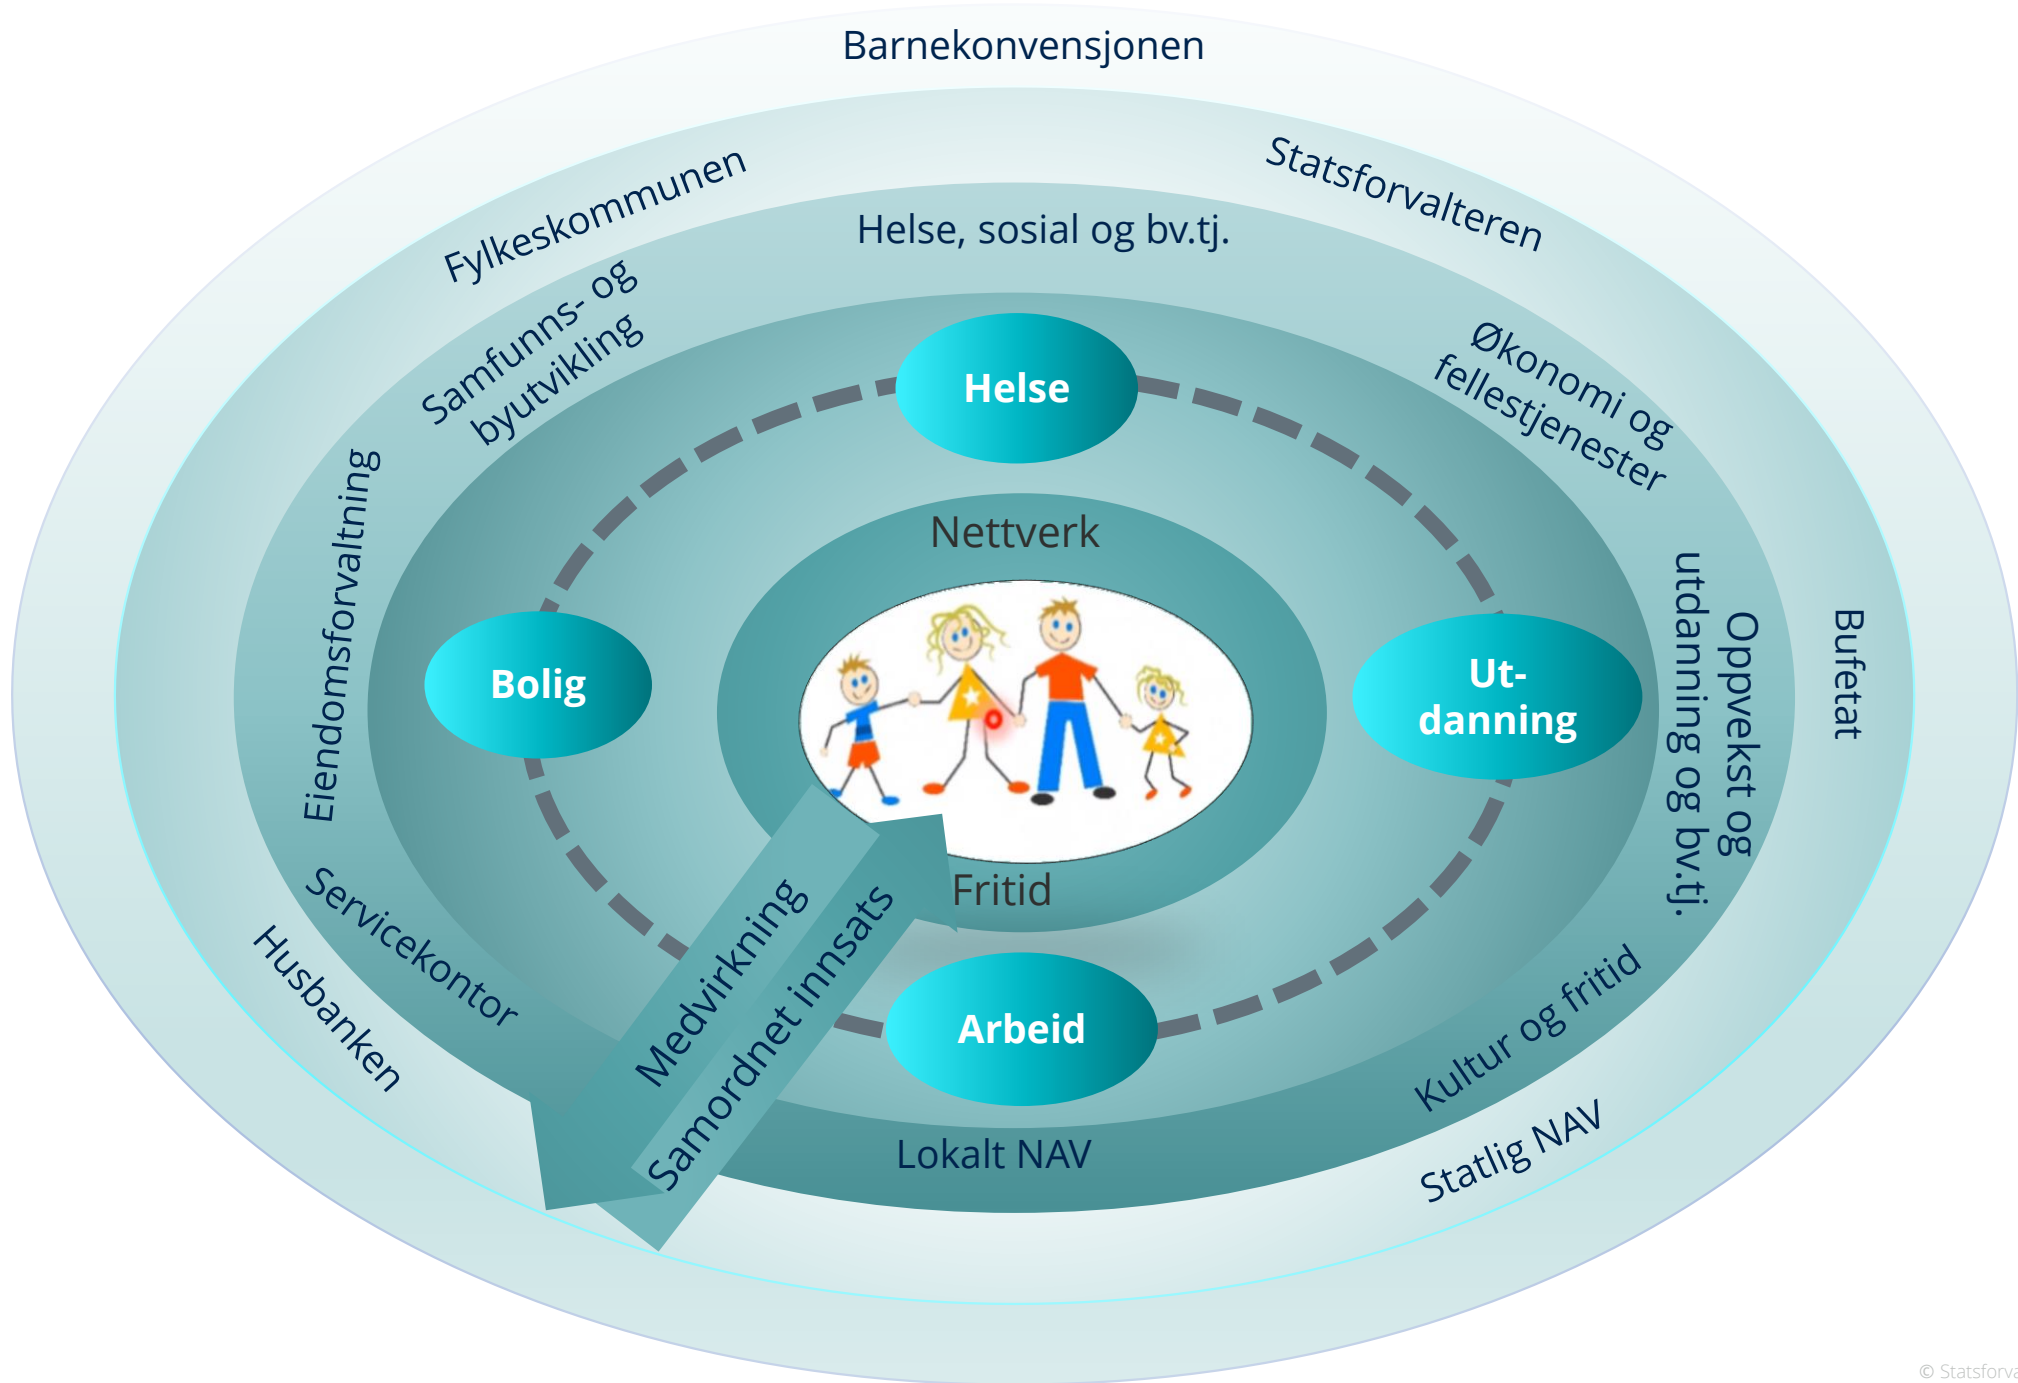 Barnekonvensjonen
Fylkeskommunen
Statsforvalteren
Helse, sosial og bv.tj.
Samfunns- og
byutvikling
Økonomi og
fellestjenester
Helse
Nettverk
Eiendomsforvaltning
Bolig
Ut-
danning
Oppvekst og
utdanning og bv.tj.
Bufetat
Fritid
Servicekontor
Husbanken
Medvirkning
Samordnet innsats
Arbeid
Kultur og fritid
Lokalt NAV
Statlig NAV